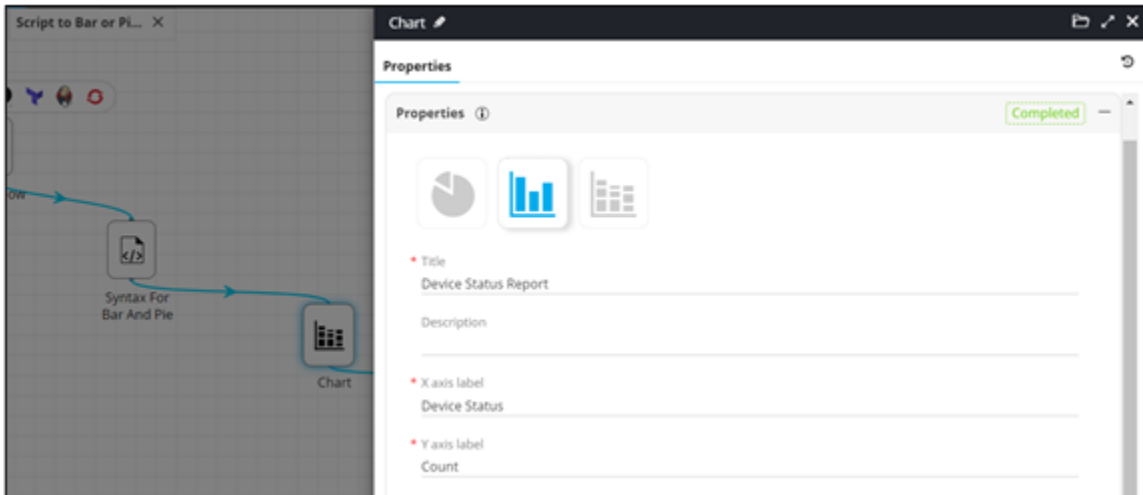 Script to Bar or Pi...
Chart
Properties
Properties
Completed
ow
Syntax For
Bar And Pie
Chart
* Title
Device Status Report
Description
* X axis label
Device Status
* Y axis label
Count